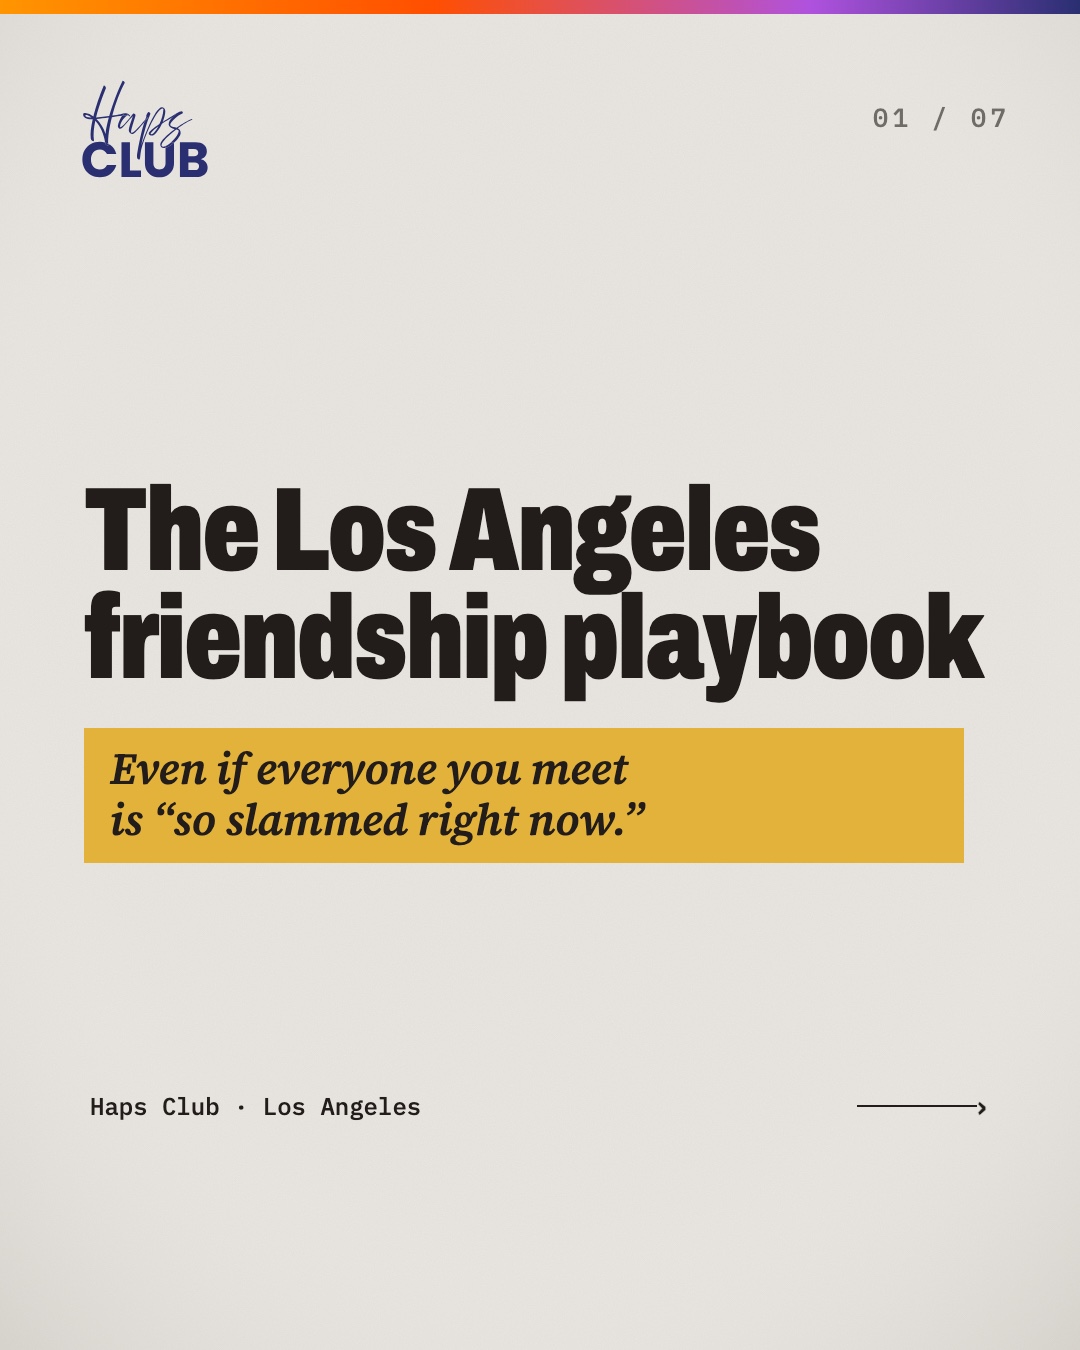 Haps
CLUB
01 / 07
The Los Angeles
friendship playbook
Even if everyone you meet
is “so slammed right now.”
Haps Club · Los Angeles